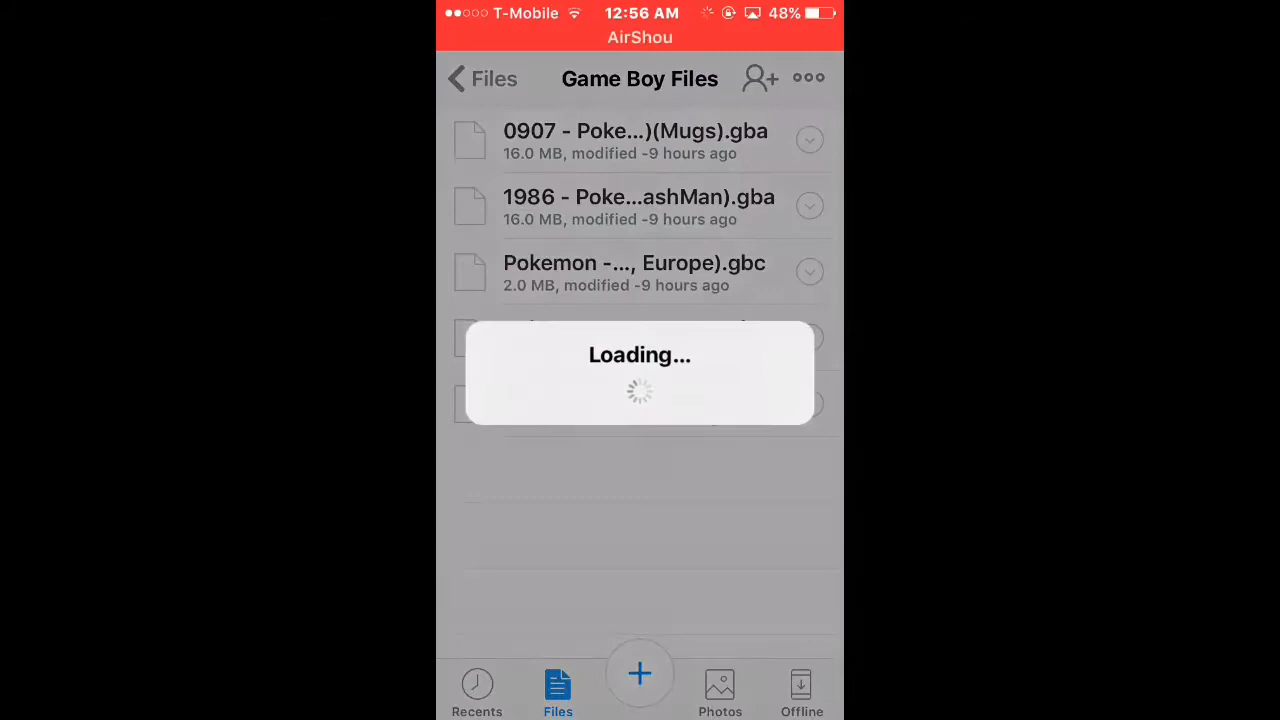 T-Mobile 12:56 AM 48%
AirShou
Files Game Boy Files
0907 - Poke...)(Mugs).gba
16.0 MB, modified -9 hours ago
1986 - Poke...ashMan).gba
16.0 MB, modified -9 hours ago
Pokemon -..., Europe).gbc
2.0 MB, modified -9 hours ago
Loading...
Recents Files Photos Offline